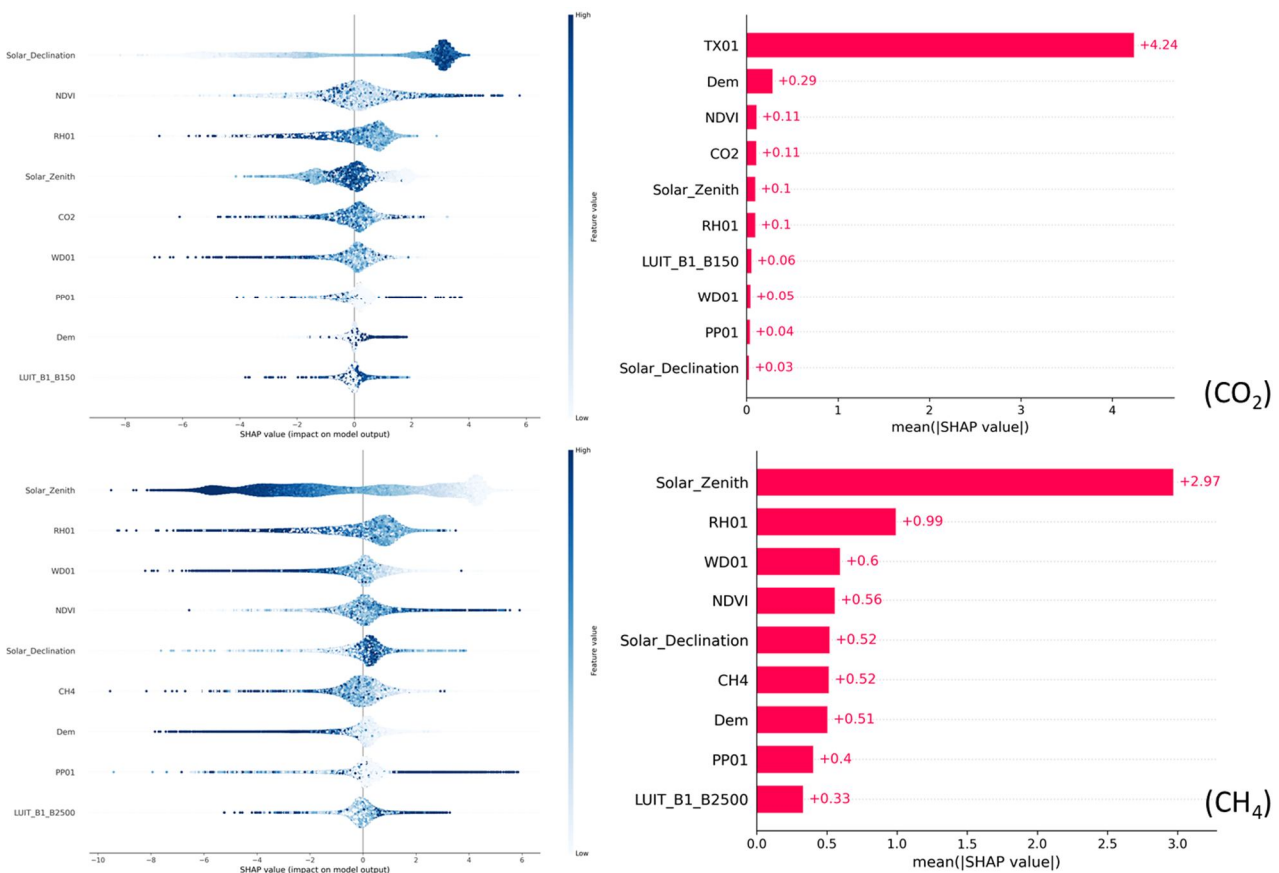 High
Solar_Declination
NDVI
RH01
Solar_Zenith
CO2
WD01
PP01
Dem
LUIT_B1_B150
Feature value
Low
−8 −6 −4 −2 0 2 4 6
SHAP value (impact on model output)
TX01 +4.24
Dem +0.29
NDVI +0.11
CO2 +0.11
Solar_Zenith +0.1
RH01 +0.1
LUIT_B1_B150 +0.06
WD01 +0.05
PP01 +0.04
Solar_Declination +0.03
0 1 2 3 4
mean(|SHAP value|)
(CO₂)
High
Solar_Zenith
RH01
WD01
NDVI
Solar_Declination
CH4
Dem
PP01
LUIT_B1_B2500
Feature value
Low
−10 −8 −6 −4 −2 0 2 4 6
SHAP value (impact on model output)
Solar_Zenith +2.97
RH01 +0.99
WD01 +0.6
NDVI +0.56
Solar_Declination +0.52
CH4 +0.52
Dem +0.51
PP01 +0.4
LUIT_B1_B2500 +0.33
0.0 0.5 1.0 1.5 2.0 2.5 3.0
mean(|SHAP value|)
(CH₄)